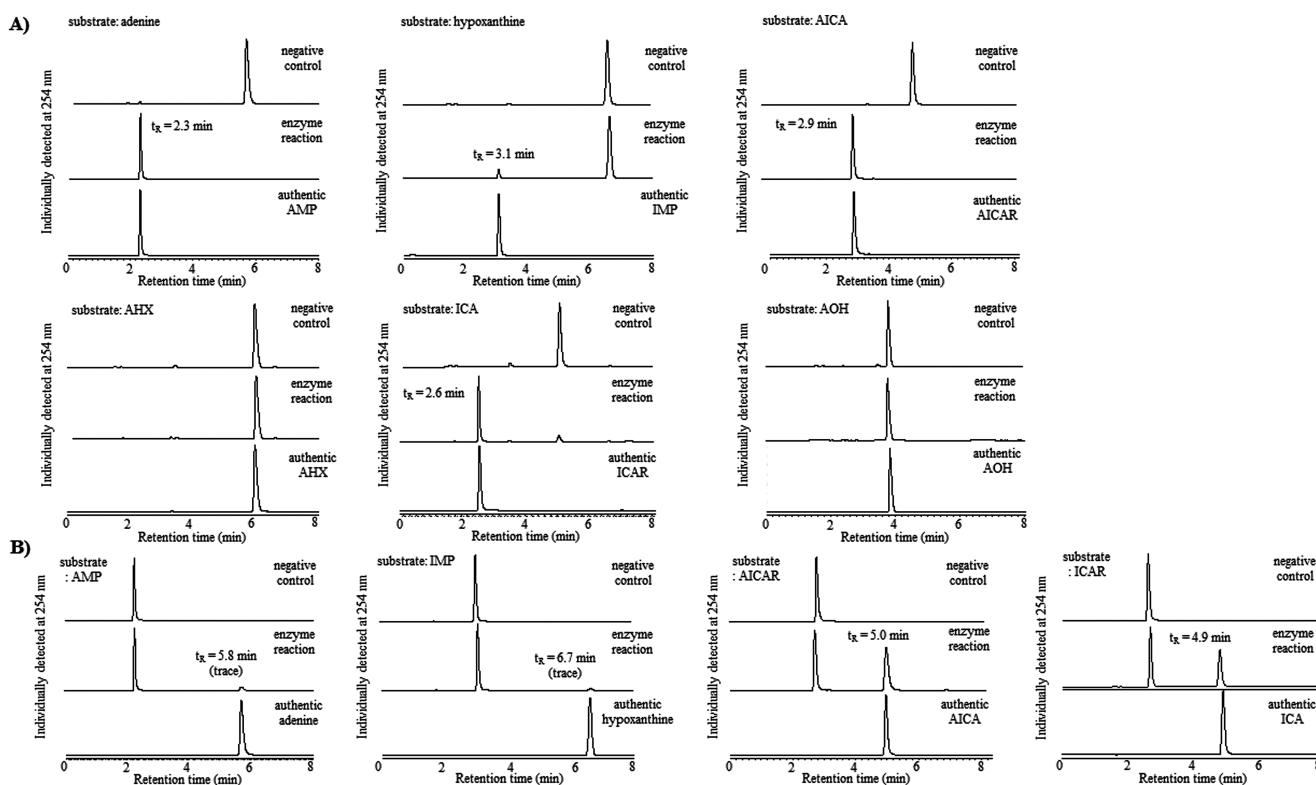 A)
substrate: adenine
negative
control
Individually detected at 254 nm
tR = 2.3 min
enzyme
reaction
authentic
AMP
0 2 4 6 8
Retention time (min)
substrate: hypoxanthine
negative
control
Individually detected at 254 nm
enzyme
reaction
tR = 3.1 min
authentic
IMP
0 2 4 6 8
Retention time (min)
substrate: AICA
negative
control
Individually detected at 254 nm
tR = 2.9 min
enzyme
reaction
authentic
AICAR
0 2 4 6 8
Retention time (min)
substrate: AHX
negative
control
Individually detected at 254 nm
enzyme
reaction
authentic
AHX
0 2 4 6 8
Retention time (min)
substrate: ICA
negative
control
Individually detected at 254 nm
enzyme
reaction
tR = 2.6 min
authentic
ICAR
0 2 4 6 8
Retention time (min)
substrate: AOH
negative
control
Individually detected at 254 nm
enzyme
reaction
authentic
AOH
0 2 4 6 8
Retention time (min)
B)
substrate
: AMP
negative
control
Individually detected at 254 nm
enzyme
reaction
tR = 5.8 min
(trace)
authentic
adenine
0 2 4 6 8
Retention time (min)
substrate: IMP
negative
control
Individually detected at 254 nm
enzyme
reaction
tR = 6.7 min
(trace)
authentic
hypoxanthine
0 2 4 6 8
Retention time (min)
substrate
: AICAR
negative
control
Individually detected at 254 nm
enzyme
reaction
tR = 5.0 min
authentic
AICA
0 2 4 6 8
Retention time (min)
substrate
: ICAR
negative
control
Individually detected at 254 nm
enzyme
reaction
tR = 4.9 min
authentic
ICA
0 2 4 6 8
Retention time (min)